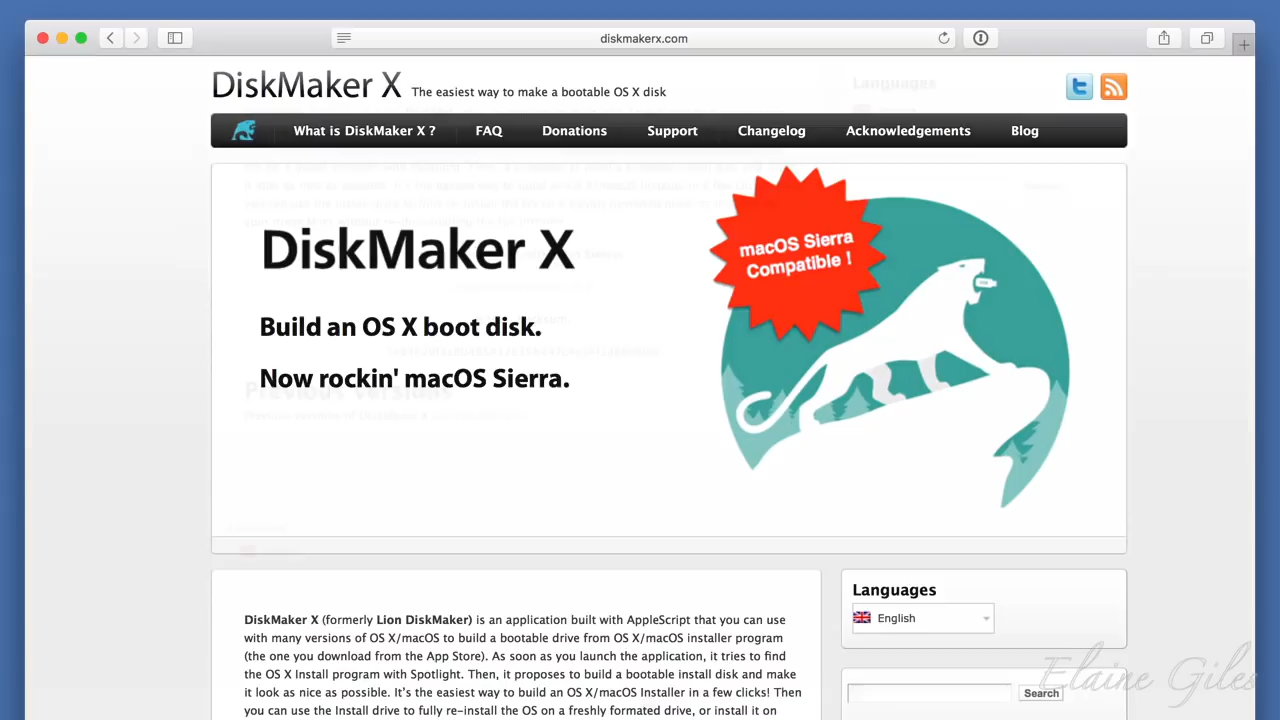 diskmakerx.com
DiskMaker X The easiest way to make a bootable OS X disk
What is DiskMaker X ? FAQ Donations Support Changelog Acknowledgements Blog
macOS Sierra
Compatible !
DiskMaker X
Build an OS X boot disk.
Now rockin' macOS Sierra.
DiskMaker X (formerly Lion DiskMaker) is an application built with AppleScript that you can use
with many versions of OS X/macOS to build a bootable drive from OS X/macOS installer program
(the one you download from the App Store). As soon as you launch the application, it tries to find
the OS X Install program with Spotlight. Then, it proposes to build a bootable install disk and make
it look as nice as possible. It's the easiest way to build an OS X/macOS Installer in a few clicks! Then
you can use the Install drive to fully re-install the OS on a freshly formated drive, or install it on
Languages
English
Search
Elaine Giles